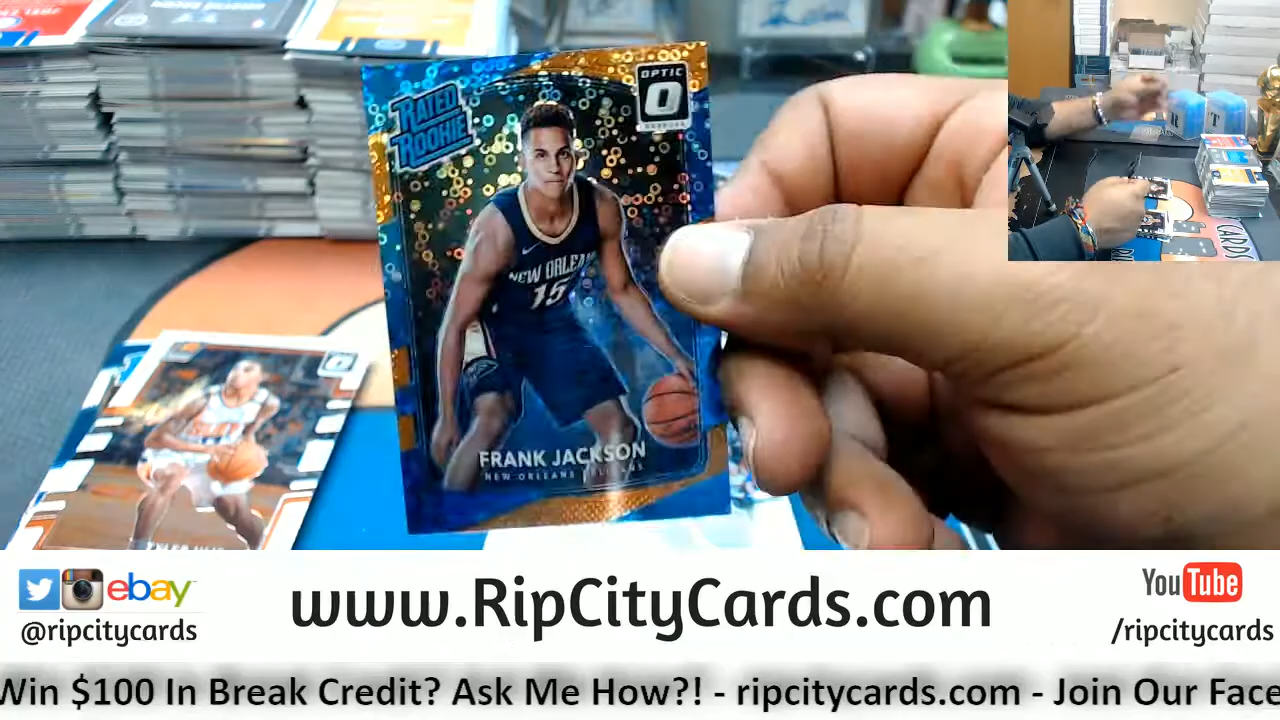 RATED
ROOKIE
OPTIC
NEW ORLEANS
15
FRANK JACKSON
NEW ORLEANS PELICANS
ebay
@ripcitycards
www.RipCityCards.com
YouTube
/ripcitycards
Win $100 In Break Credit? Ask Me How?! - ripcitycards.com - Join Our Face